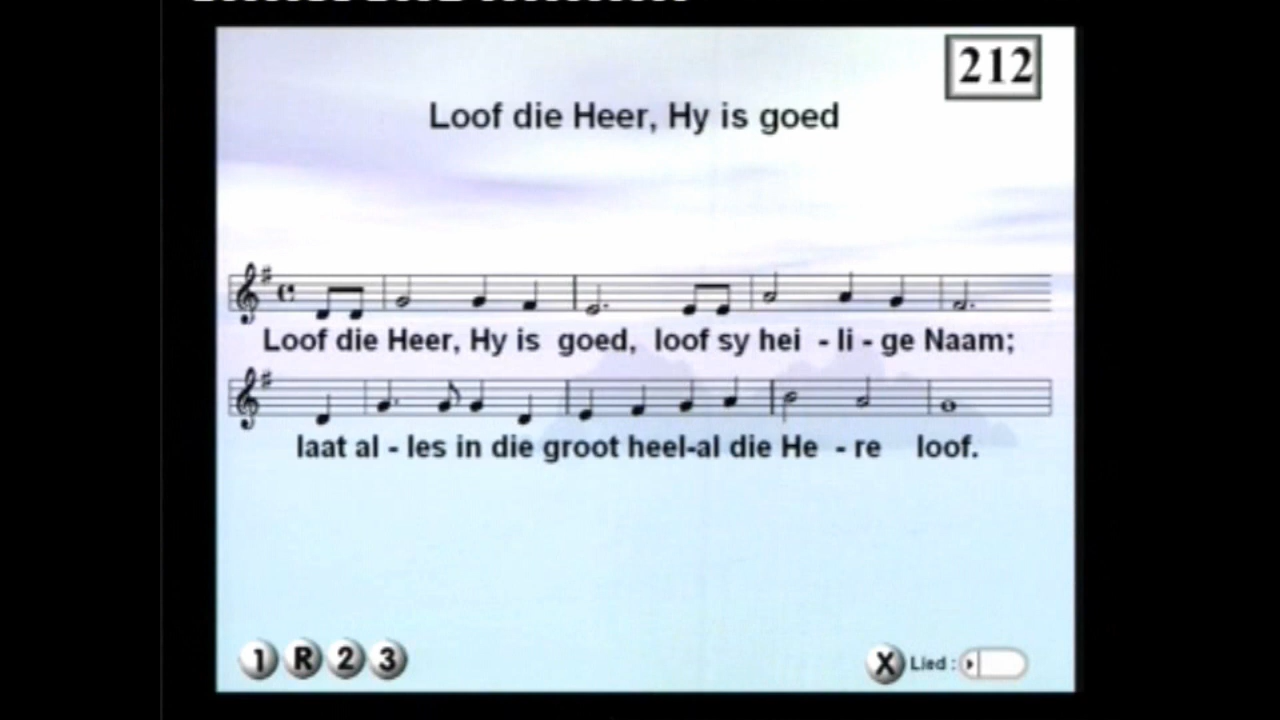 212
Loof die Heer, Hy is goed
Loof die Heer, Hy is goed, loof sy hei - li - ge Naam;
laat al - les in die groot heel-al die He - re loof.
1 R 2 3
X Lied :